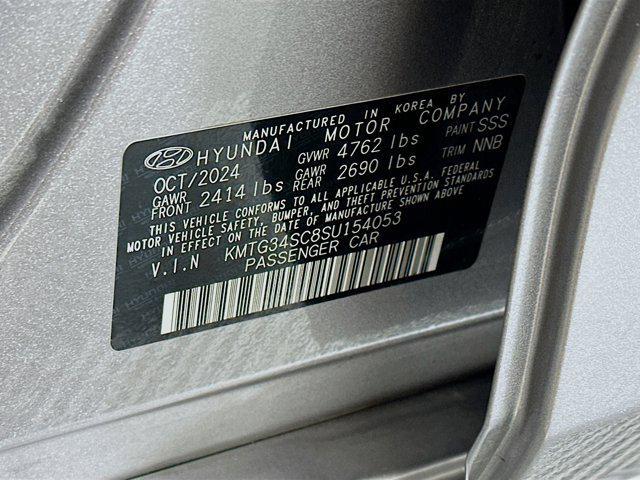 MANUFACTURED IN KOREA BY
HYUNDAI MOTOR COMPANY
OCT/2024 GVWR 4762 lbs PAINT SSS
GAWR FRONT 2414 lbs GAWR REAR 2690 lbs TRIM NNB
THIS VEHICLE CONFORMS TO ALL APPLICABLE U.S.A. FEDERAL
MOTOR VEHICLE SAFETY, BUMPER, AND THEFT PREVENTION STANDARDS
IN EFFECT ON THE DATE OF MANUFACTURE SHOWN ABOVE.
V.I.N KMTG34SC8SU154053
PASSENGER CAR